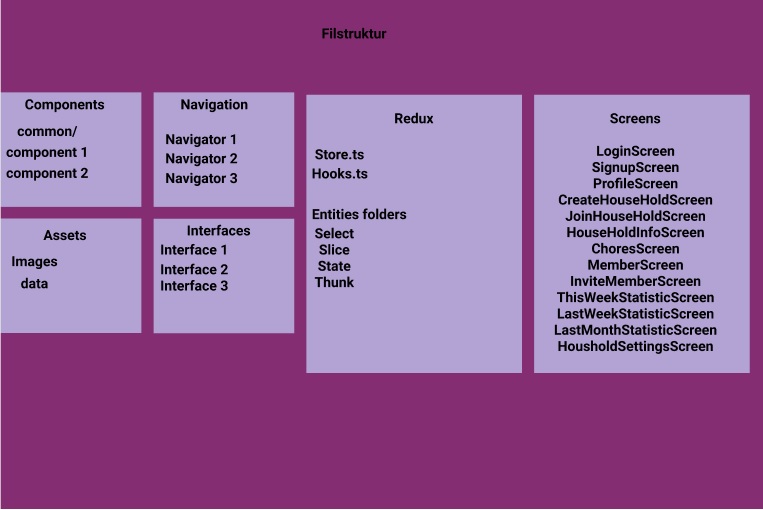 Filstruktur
Components
common/
component 1
component 2
Navigation
Navigator 1
Navigator 2
Navigator 3
Assets
Images
data
Interfaces
Interface 1
Interface 2
Interface 3
Redux
Store.ts
Hooks.ts
Entities folders
Select
Slice
State
Thunk
Screens
LoginScreen
SignupScreen
ProfileScreen
CreateHouseHoldScreen
JoinHouseHoldScreen
HouseHoldInfoScreen
ChoresScreen
MemberScreen
InviteMemberScreen
ThisWeekStatisticScreen
LastWeekStatisticScreen
LastMonthStatisticScreen
HousholdSettingsScreen